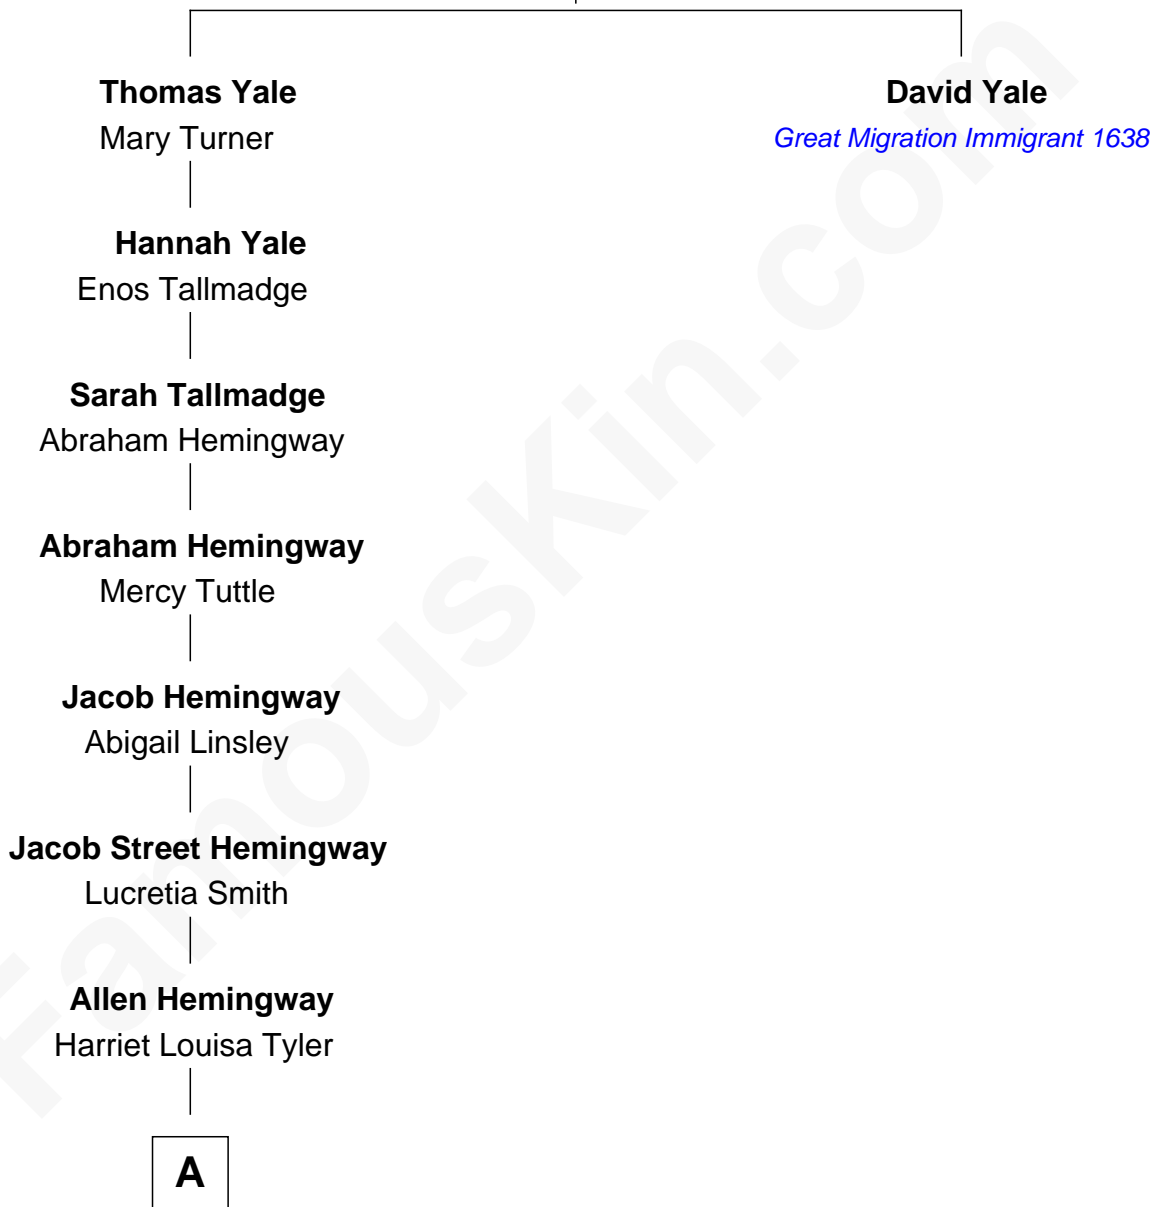 Thomas Yale
Mary Turner
David Yale
Great Migration Immigrant 1638
Hannah Yale
Enos Tallmadge
Sarah Tallmadge
Abraham Hemingway
Abraham Hemingway
Mercy Tuttle
Jacob Hemingway
Abigail Linsley
Jacob Street Hemingway
Lucretia Smith
Allen Hemingway
Harriet Louisa Tyler
A
FamousKin.com